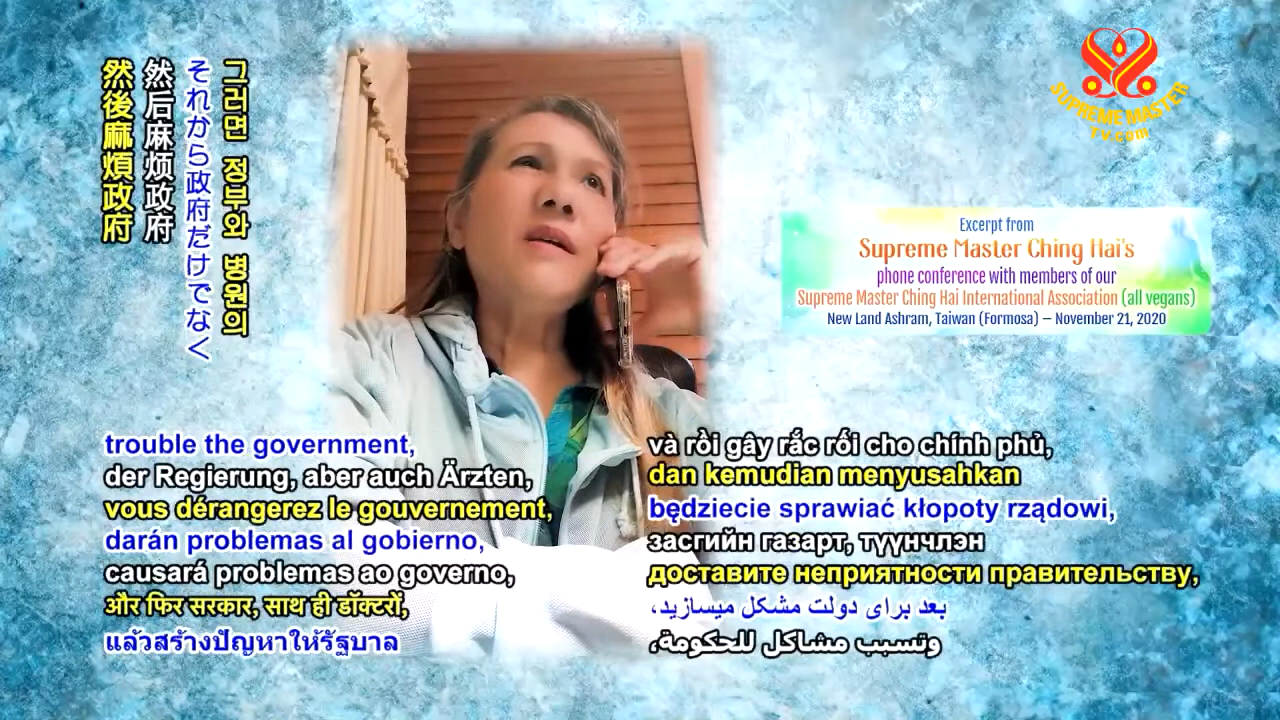 그러면 정부와 병원의
それから政府だけでなく
然后麻烦政府
然後麻煩政府
SUPREME MASTER
TV.com
Excerpt from
Supreme Master Ching Hai's
phone conference with members of our
Supreme Master Ching Hai International Association (all vegans)
New Land Ashram, Taiwan (Formosa) – November 21, 2020
trouble the government,
der Regierung, aber auch Ärzten,
vous dérangerez le gouvernement,
darán problemas al gobierno,
causará problemas ao governo,
और फिर सरकार, साथ ही डॉक्टरों,
แล้วสร้างปัญหาให้รัฐบาล
và rồi gây rắc rối cho chính phủ,
dan kemudian menyusahkan
będziecie sprawiać kłopoty rządowi,
засгийн газарт, түүнчлэн
доставите неприятности правительству,
بعد برای دولت مشکل میسازید،
وتسبب مشاكل للحكومة،